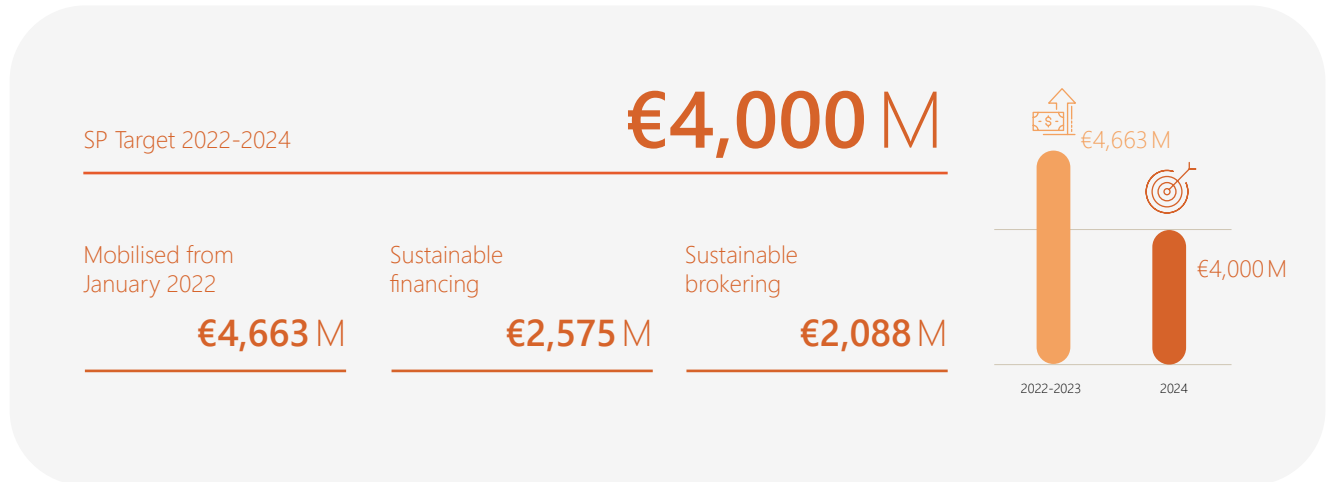 SP Target 2022-2024
€4,000 M
Mobilised from
January 2022
€4,663 M
Sustainable
financing
€2,575 M
Sustainable
brokering
€2,088 M
$
€4,663 M
€4,000 M
2022-2023
2024